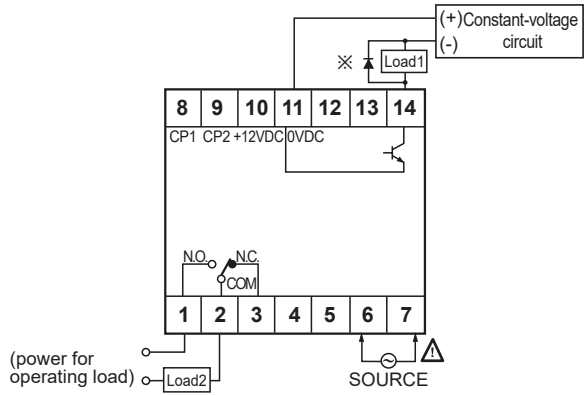 (+) Constant-voltage
(-) circuit
※ Load1
8 9 10 11 12 13 14
CP1 CP2 +12VDC 0VDC
N.O. N.C.
COM
1 2 3 4 5 6 7
(power for
operating load) Load2
SOURCE